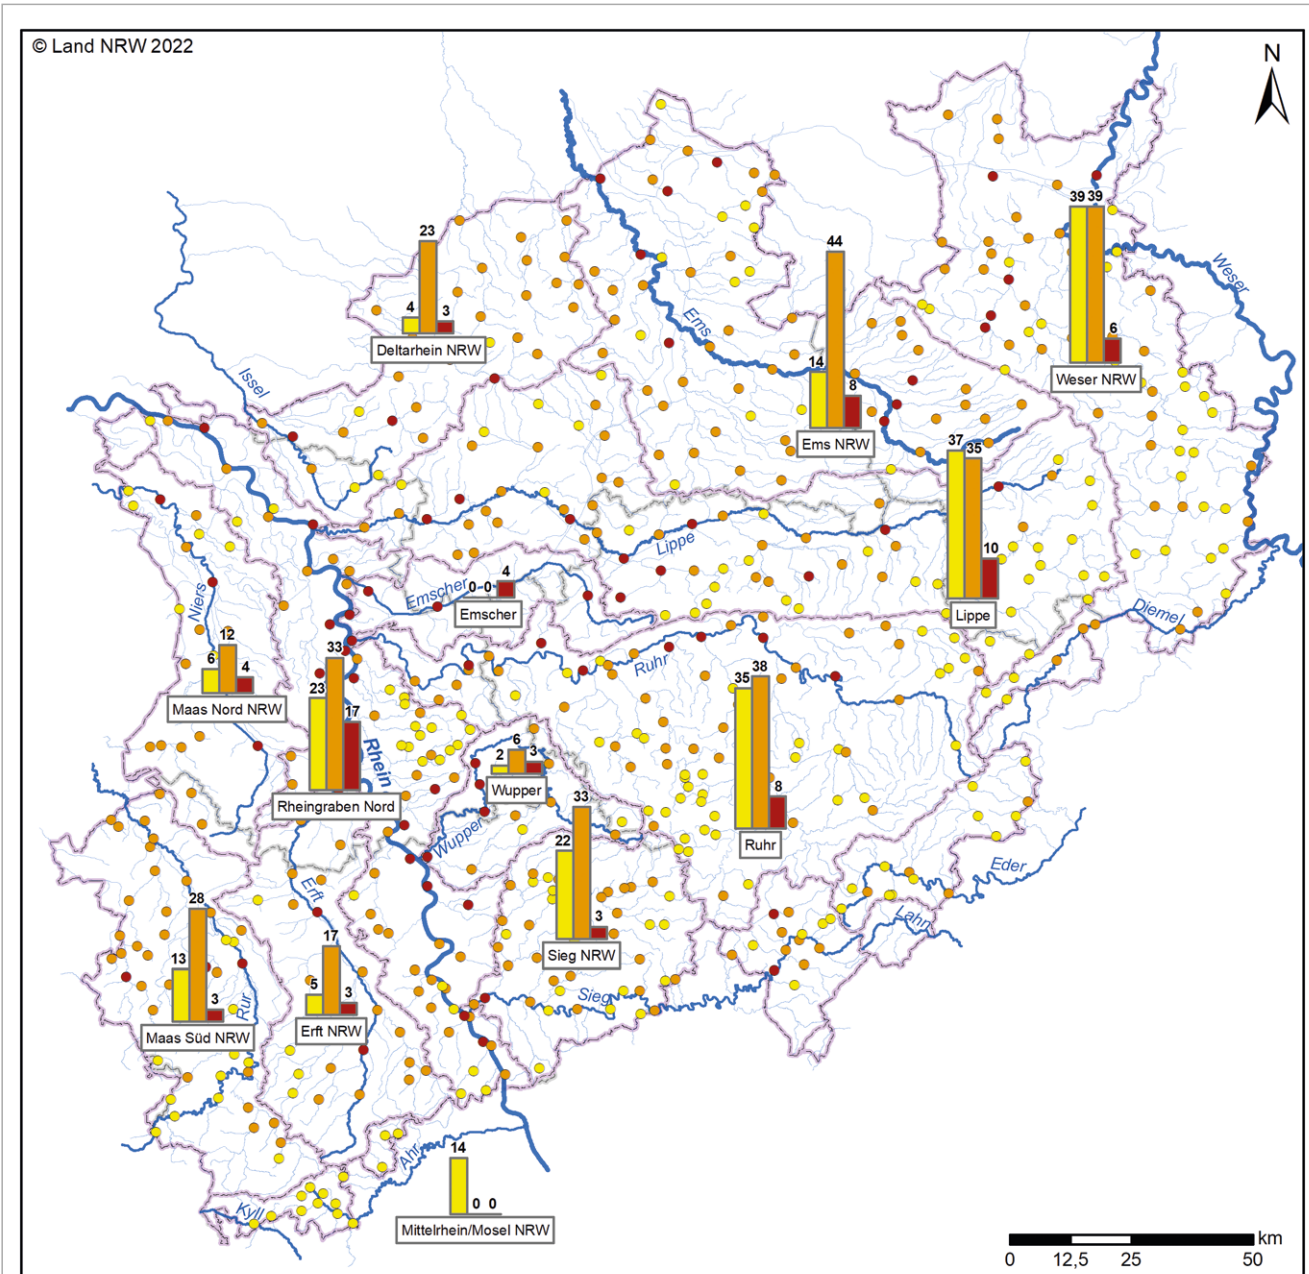 © Land NRW 2022
N
39 39
6
Weser NRW
Weser
23
4
3
Deltarhein NRW
44
14
8
Ems NRW
Ems
Issel
37
35
10
Lippe
Lippe
Emscher
0 0
4
Emscher
Niers
Diemel
12
6
4
Maas Nord NRW
33
23
17
Rheingraben Nord
Rhein
Ruhr
35
38
8
Ruhr
6
2
3
Wupper
Wupper
33
22
3
Sieg NRW
Sieg
Eder
Lahn
Erft
28
13
3
Maas Süd NRW
Rur
17
5
3
Erft NRW
Ahr
Kyll
14
0 0
Mittelrhein/Mosel NRW
km
0 12,5 25 50